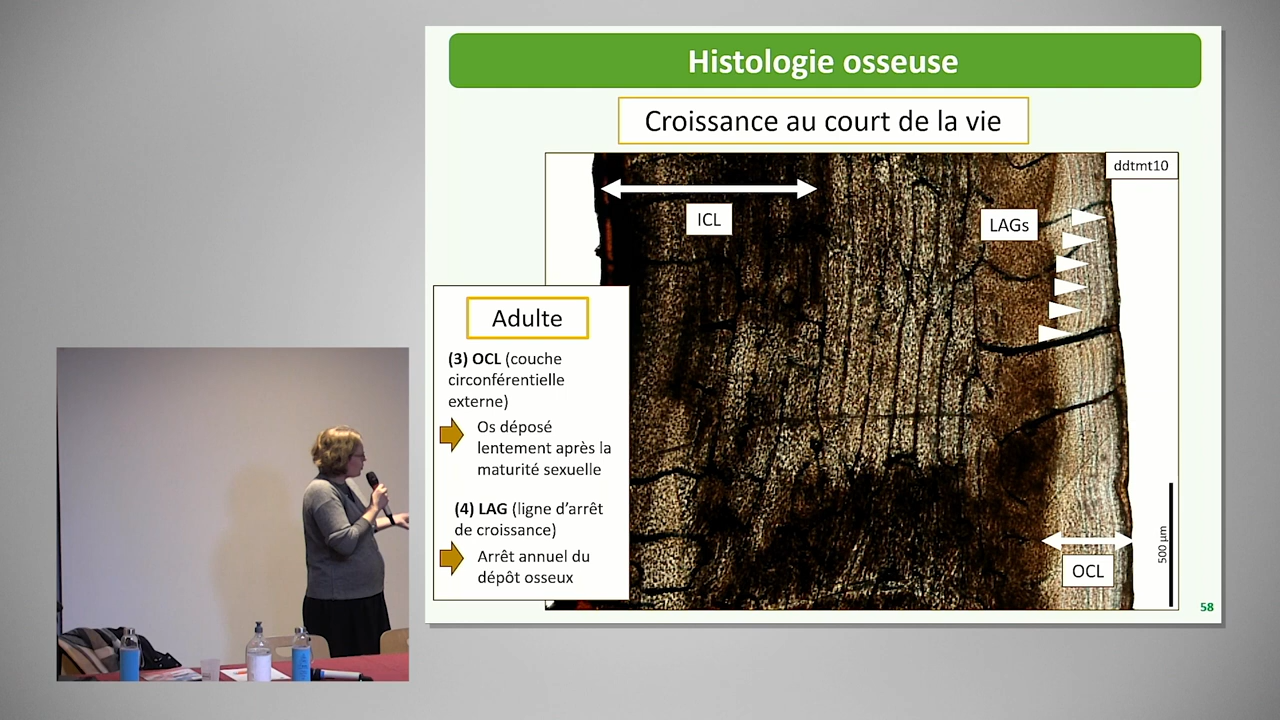 Histologie osseuse
Croissance au court de la vie
ddtmt10
ICL
LAGs
Adulte
(3) OCL (couche
circonférentielle
externe)
Os déposé
lentement après la
maturité sexuelle
(4) LAG (ligne d'arrêt
de croissance)
Arrêt annuel du
dépôt osseux
500 µm
OCL
58